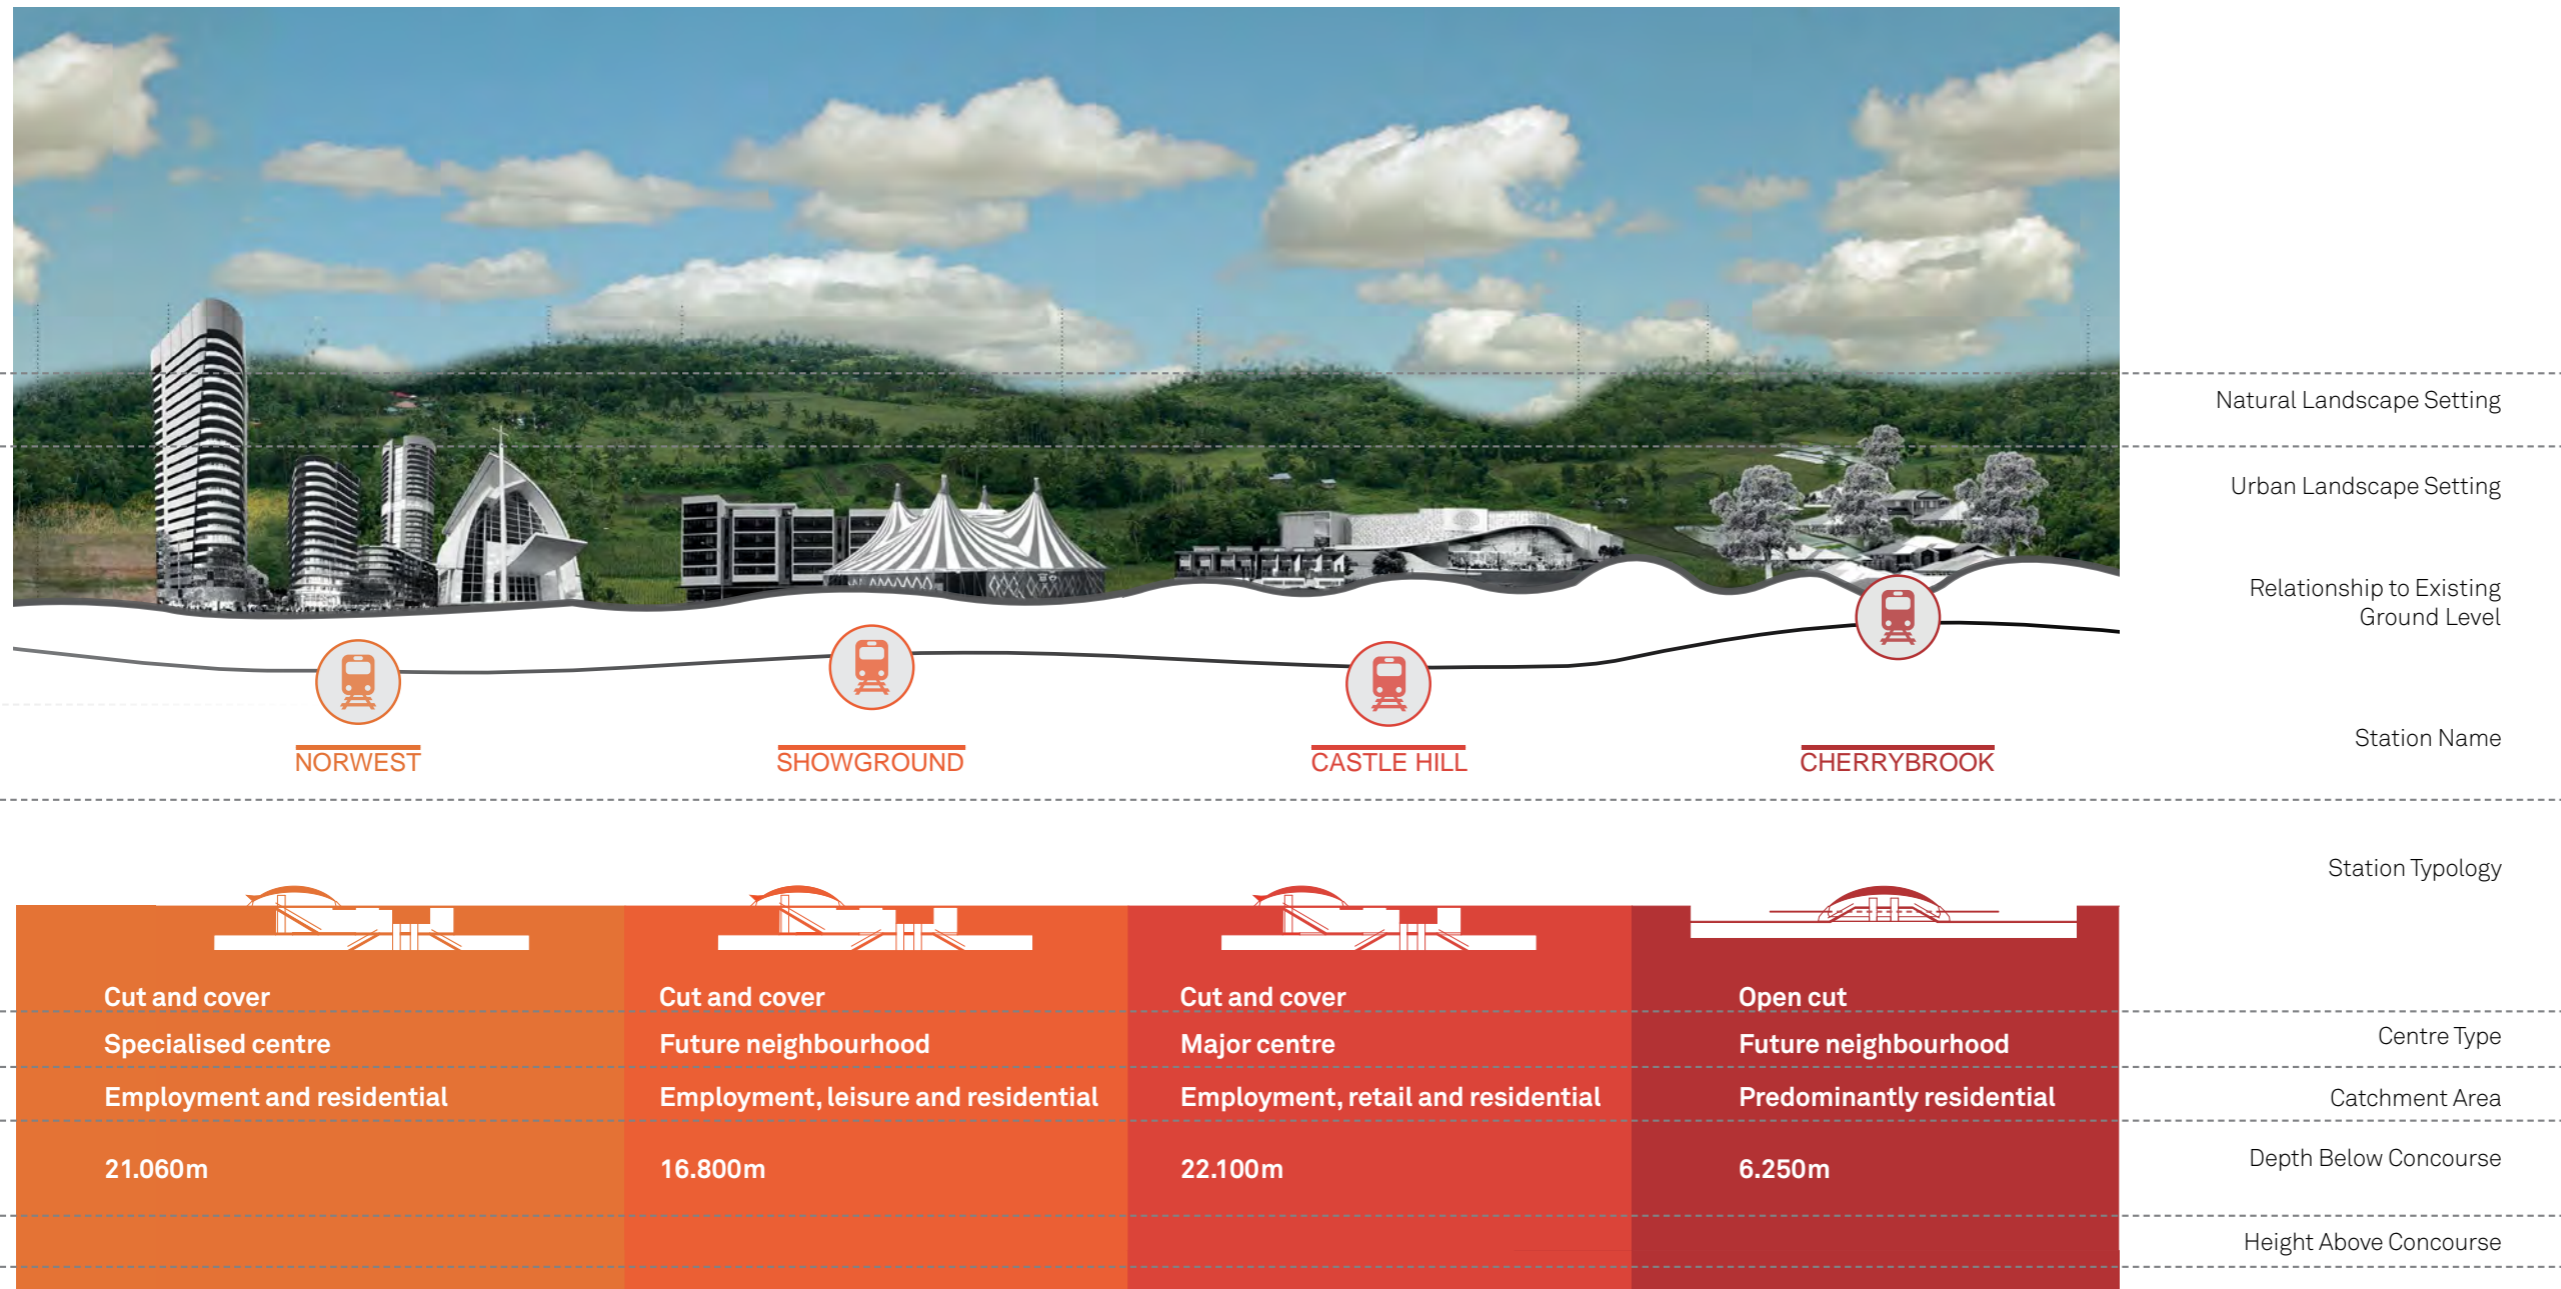 Natural Landscape Setting
Urban Landscape Setting
Relationship to Existing
Ground Level
NORWEST
SHOWGROUND
CASTLE HILL
CHERRYBROOK
Station Name
Station Typology
Cut and cover
Cut and cover
Cut and cover
Open cut
Specialised centre
Future neighbourhood
Major centre
Future neighbourhood
Centre Type
Employment and residential
Employment, leisure and residential
Employment, retail and residential
Predominantly residential
Catchment Area
21.060m
16.800m
22.100m
6.250m
Depth Below Concourse
Height Above Concourse